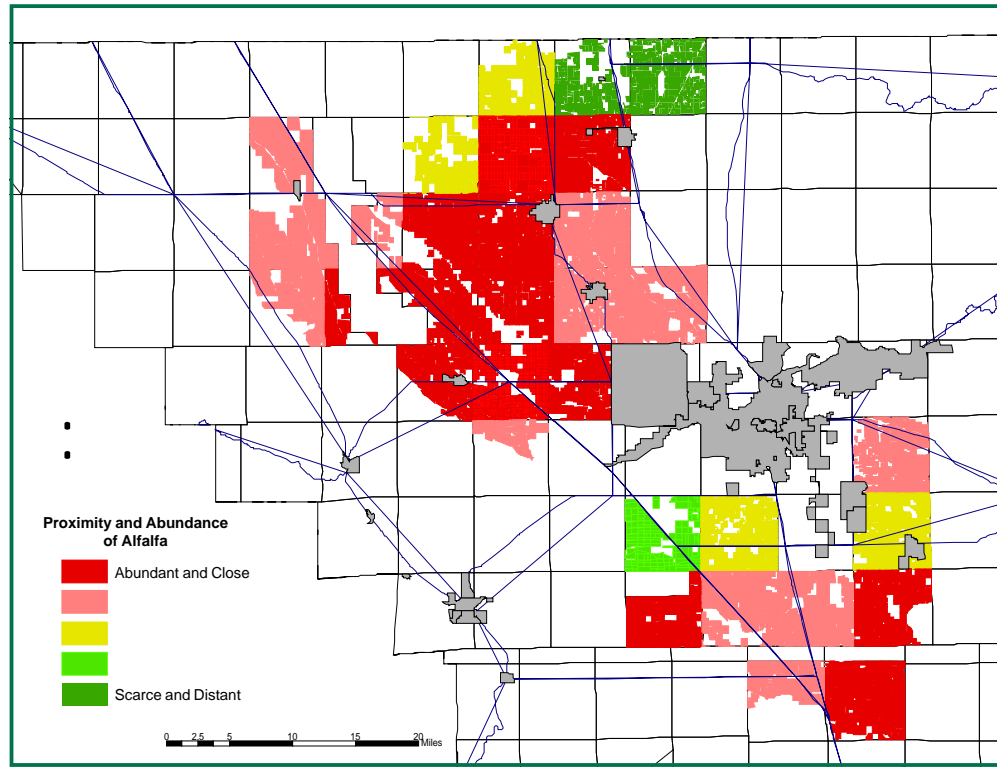 Proximity and Abundance
of Alfalfa
Abundant and Close
Scarce and Distant
0 2.5 5 10 15 20
Miles